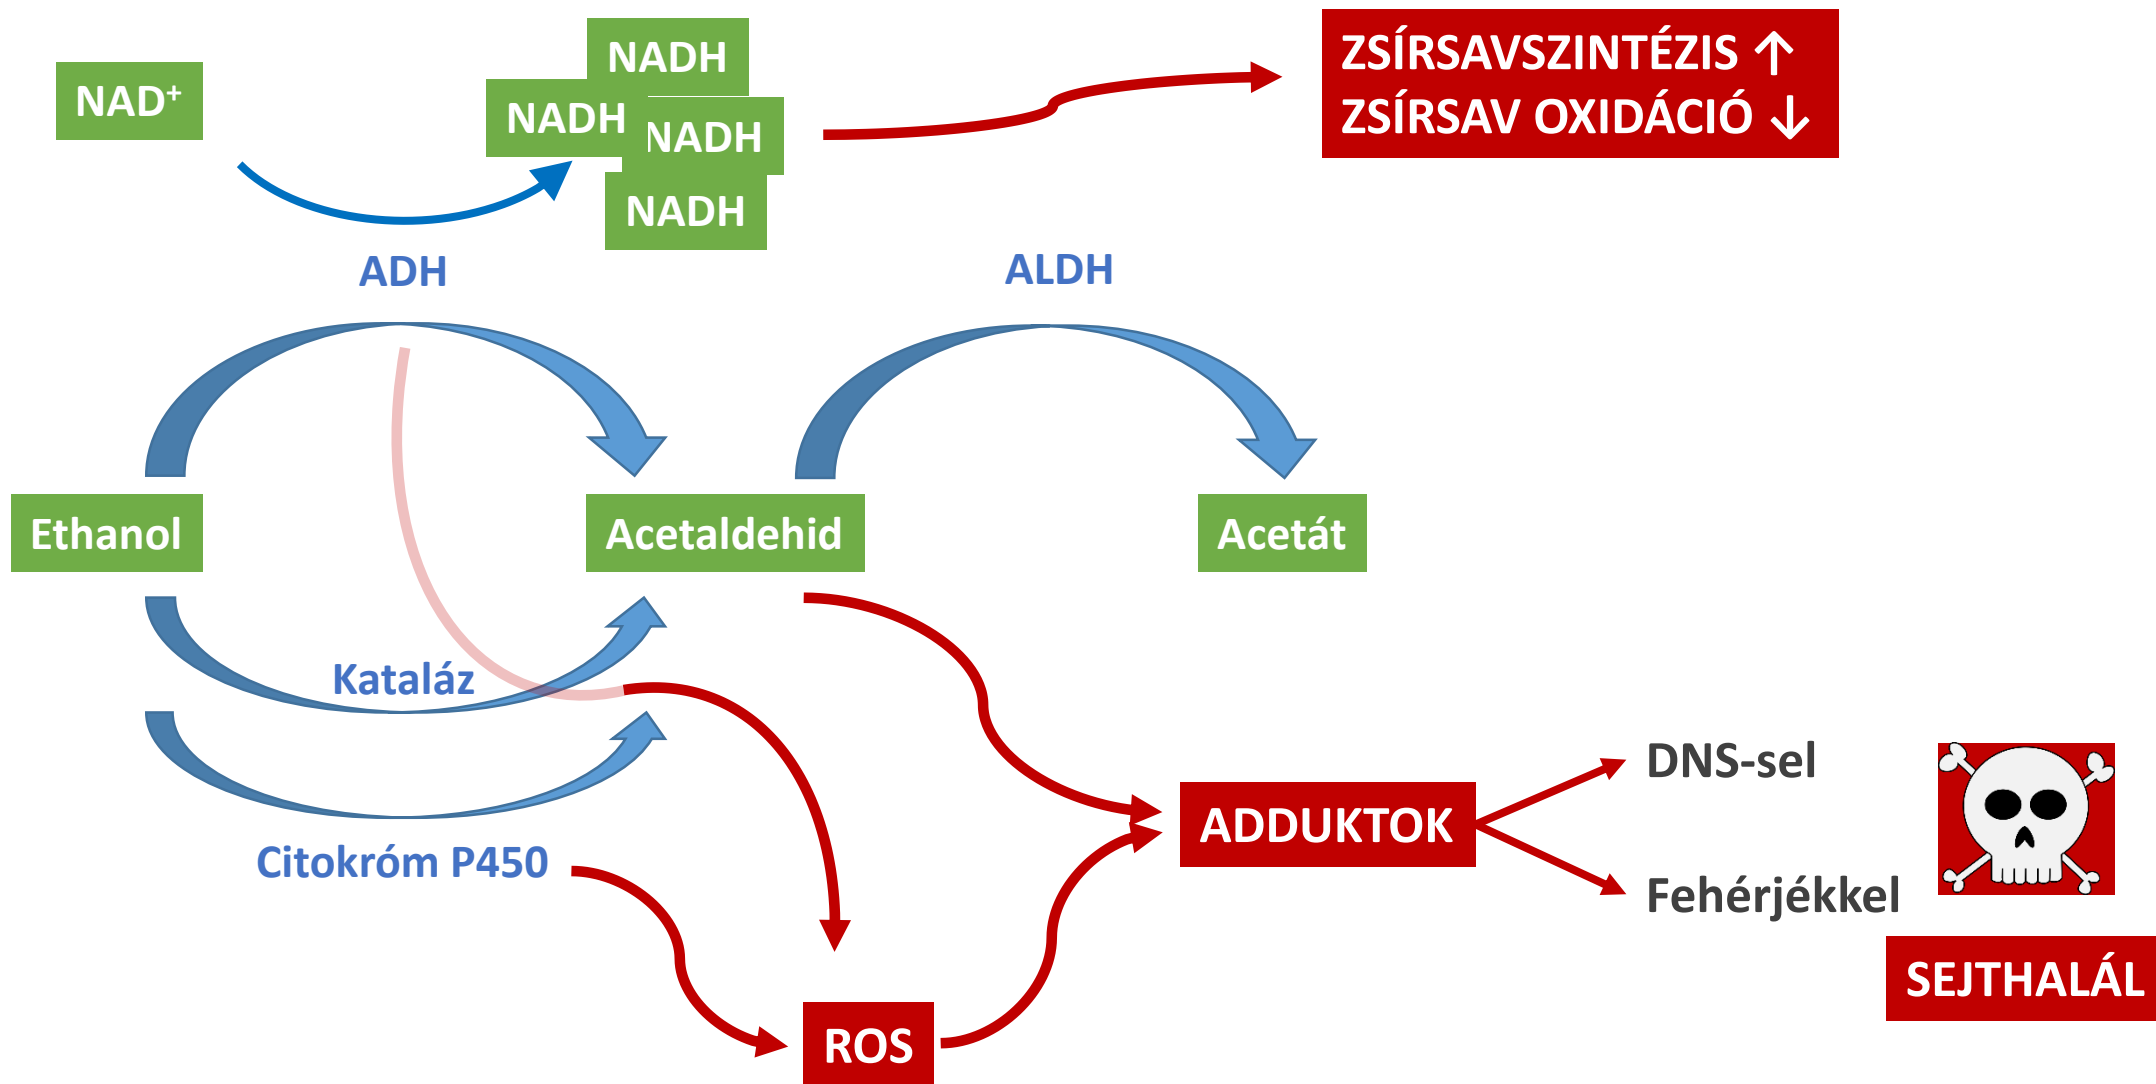 NAD⁺
NADH
NADH
NADH
NADH
ZSÍRSAVSZINTÉZIS ↑
ZSÍRSAV OXIDÁCIÓ ↓
ADH
ALDH
Ethanol
Acetaldehid
Acetát
Kataláz
Citokróm P450
ROS
ADDUKTOK
DNS-sel
Fehérjékkel
SEJTHALÁL